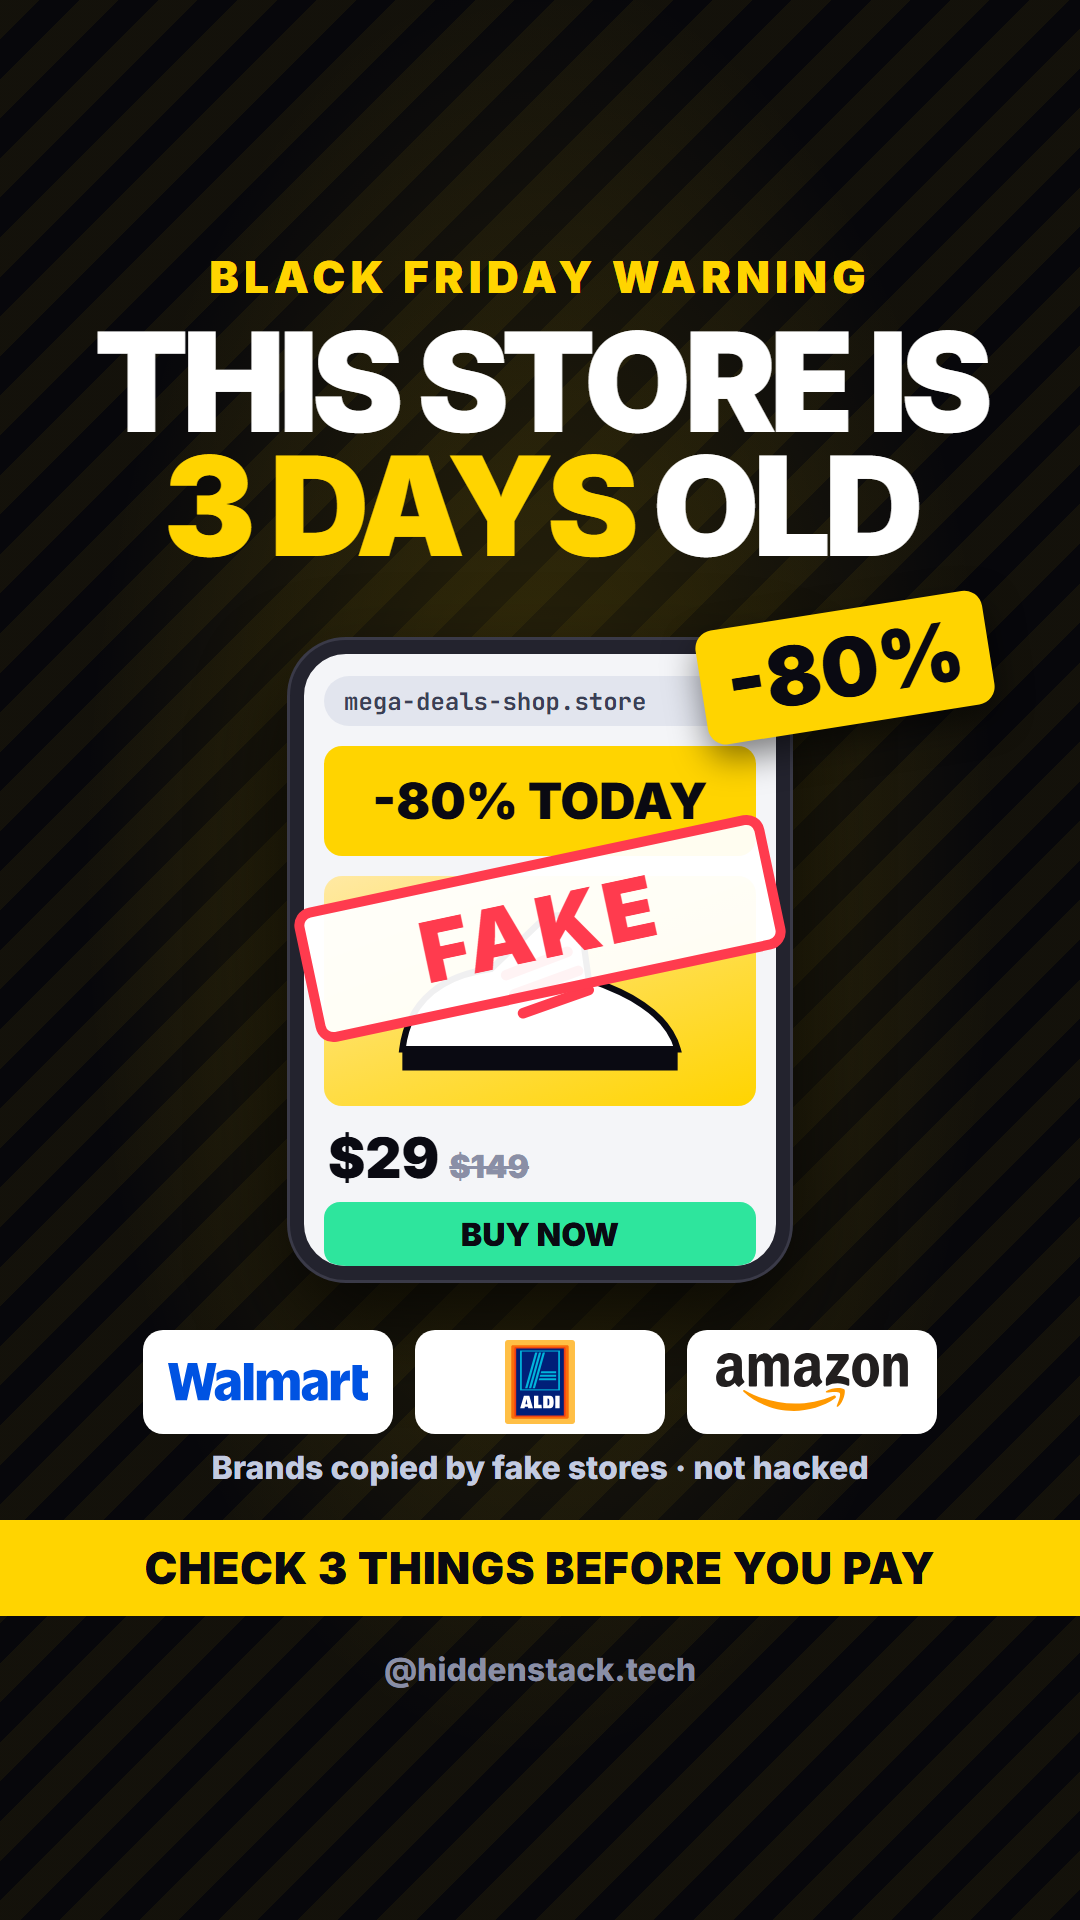 BLACK FRIDAY WARNING
THIS STORE IS
3 DAYS OLD
-80%
mega-deals-shop.store
-80% TODAY
FAKE
$29 $149
BUY NOW
Walmart
ALDI
amazon
Brands copied by fake stores · not hacked
CHECK 3 THINGS BEFORE YOU PAY
@hiddenstack.tech